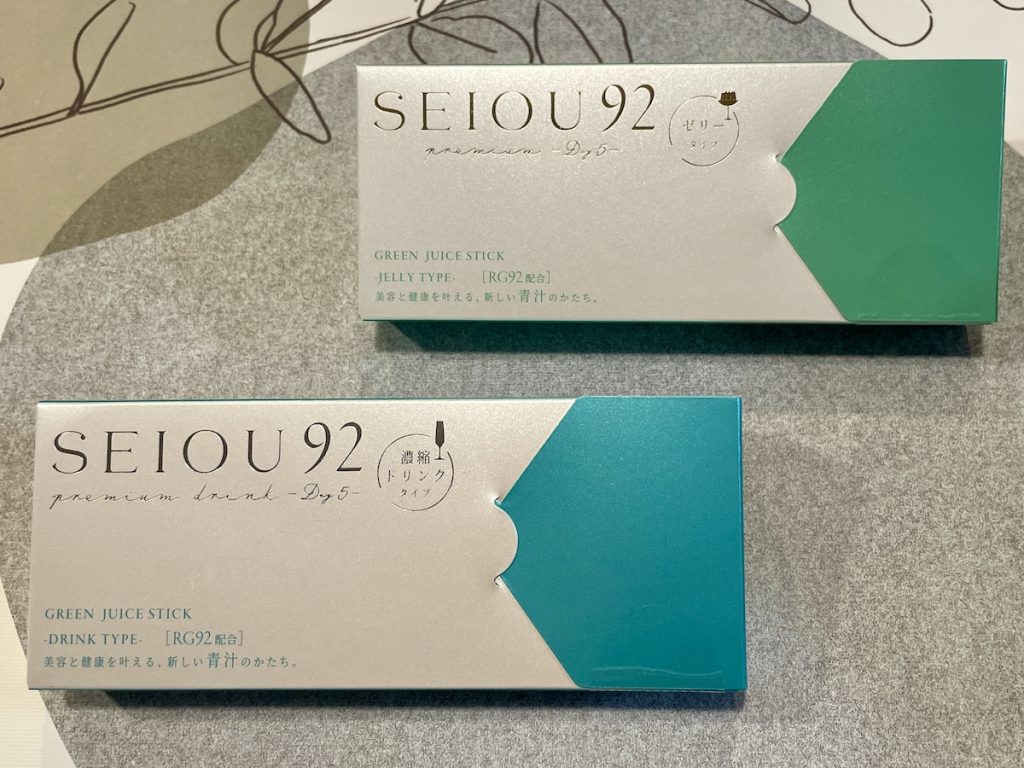 SEIOU 92
premium -Day 5-
ゼリー
タイプ
GREEN JUICE STICK
-JELLY TYPE- [RG92配合]
美容と健康を叶える、新しい青汁のかたち。
SEIOU 92
premium drink -Day 5-
濃縮
ドリンク
タイプ
GREEN JUICE STICK
-DRINK TYPE- [RG92配合]
美容と健康を叶える、新しい青汁のかたち。